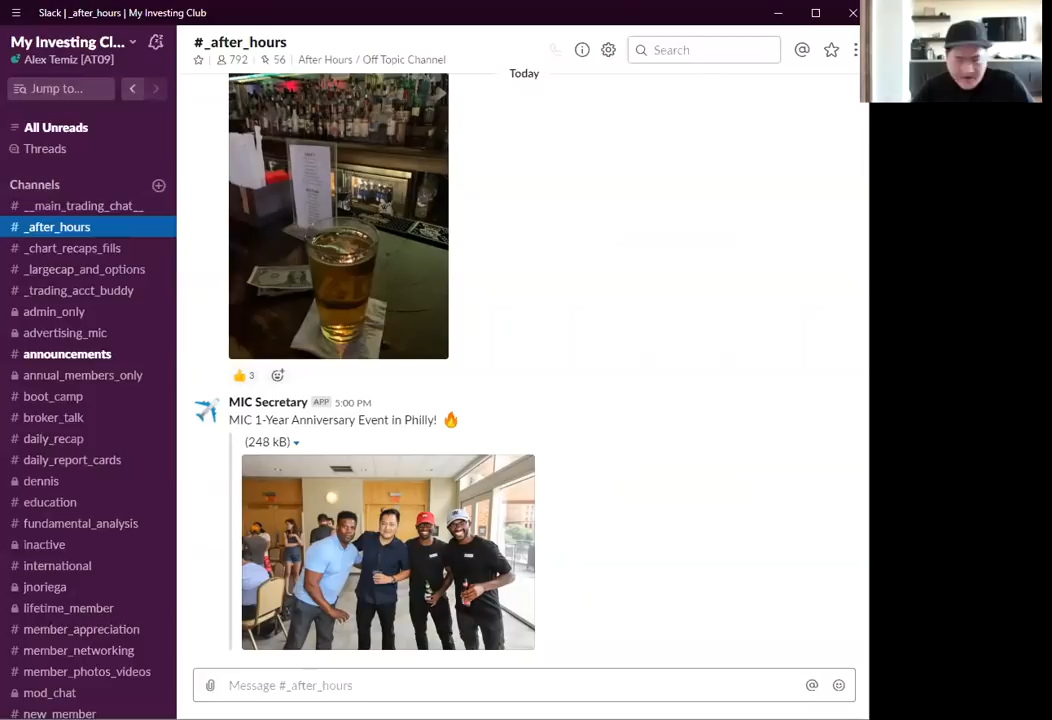 Slack | _after_hours | My Investing Club
My Investing Cl...
Alex Temiz [AT09]
Jump to...
All Unreads
Threads
Channels
# __main_trading_chat__
# _after_hours
# _chart_recaps_fills
# _largecap_and_options
# _trading_acct_buddy
admin_only
advertising_mic
# announcements
annual_members_only
# boot_camp
# broker_talk
# daily_recap
# daily_report_cards
dennis
# education
# fundamental_analysis
inactive
# international
jnoriega
lifetime_member
# member_appreciation
# member_networking
# member_photos_videos
mod_chat
# new_member
#_after_hours
792
56
After Hours / Off Topic Channel
Search
Today
3
MIC Secretary APP 5:00 PM
MIC 1-Year Anniversary Event in Philly! 🔥
(248 kB)
Message #_after_hours